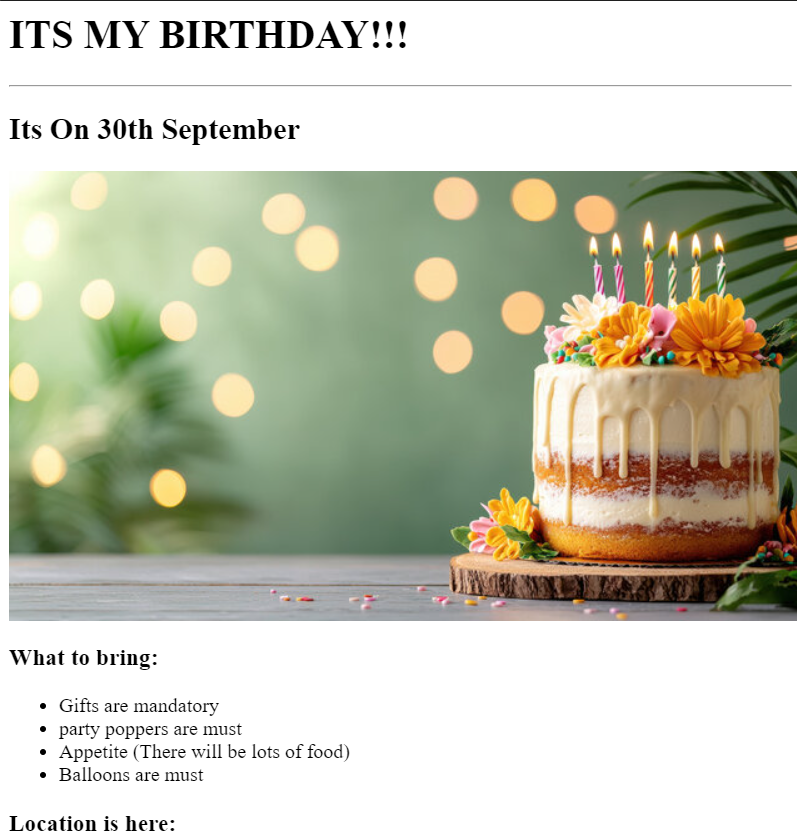 ITS MY BIRTHDAY!!!
Its On 30th September
What to bring:
Gifts are mandatory
party poppers are must
Appetite (There will be lots of food)
Balloons are must
Location is here: